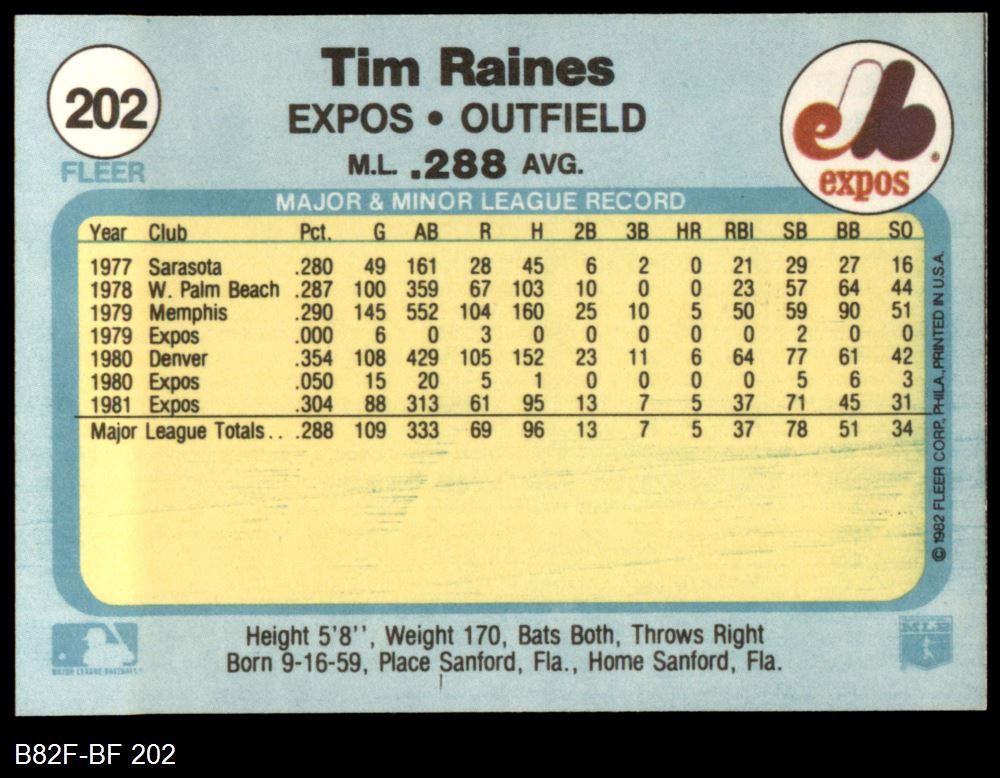 202
FLEER
Tim Raines
EXPOS • OUTFIELD
M.L. .288 AVG.
expos
MAJOR & MINOR LEAGUE RECORD
Year Club Pct. G AB R H 2B 3B HR RBI SB BB SO
1977 Sarasota .280 49 161 28 45 6 2 0 21 29 27 16
1978 W. Palm Beach .287 100 359 67 103 10 0 0 23 57 64 44
1979 Memphis .290 145 552 104 160 25 10 5 50 59 90 51
1979 Expos .000 6 0 3 0 0 0 0 0 2 0 0
1980 Denver .354 108 429 105 152 23 11 6 64 77 61 42
1980 Expos .050 15 20 5 1 0 0 0 0 5 6 3
1981 Expos .304 88 313 61 95 13 7 5 37 71 45 31
Major League Totals.. .288 109 333 69 96 13 7 5 37 78 51 34
© 1982 FLEER CORP. PHILA., PRINTED IN U.S.A.
Height 5'8'', Weight 170, Bats Both, Throws Right
Born 9-16-59, Place Sanford, Fla., Home Sanford, Fla.
MAJOR LEAGUE BASEBALL
B82F-BF 202